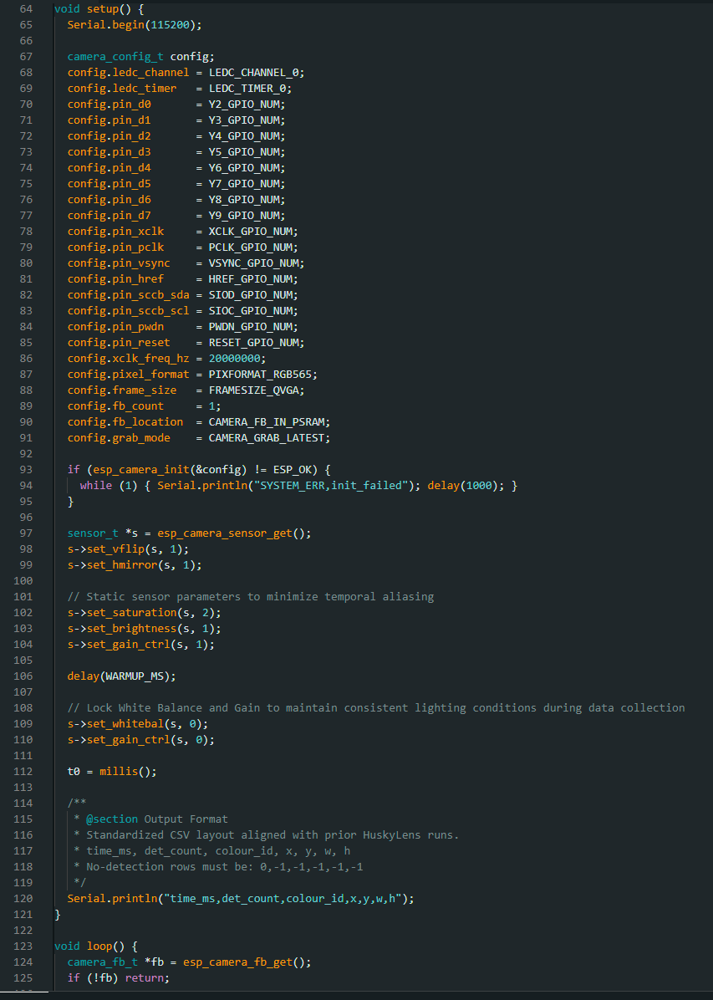 64 void setup() {
65   Serial.begin(115200);
66
67   camera_config_t config;
68   config.ledc_channel = LEDC_CHANNEL_0;
69   config.ledc_timer   = LEDC_TIMER_0;
70   config.pin_d0       = Y2_GPIO_NUM;
71   config.pin_d1       = Y3_GPIO_NUM;
72   config.pin_d2       = Y4_GPIO_NUM;
73   config.pin_d3       = Y5_GPIO_NUM;
74   config.pin_d4       = Y6_GPIO_NUM;
75   config.pin_d5       = Y7_GPIO_NUM;
76   config.pin_d6       = Y8_GPIO_NUM;
77   config.pin_d7       = Y9_GPIO_NUM;
78   config.pin_xclk     = XCLK_GPIO_NUM;
79   config.pin_pclk     = PCLK_GPIO_NUM;
80   config.pin_vsync    = VSYNC_GPIO_NUM;
81   config.pin_href     = HREF_GPIO_NUM;
82   config.pin_sccb_sda = SIOD_GPIO_NUM;
83   config.pin_sccb_scl = SIOC_GPIO_NUM;
84   config.pin_pwdn     = PWDN_GPIO_NUM;
85   config.pin_reset    = RESET_GPIO_NUM;
86   config.xclk_freq_hz = 20000000;
87   config.pixel_format = PIXFORMAT_RGB565;
88   config.frame_size   = FRAMESIZE_QVGA;
89   config.fb_count     = 1;
90   config.fb_location  = CAMERA_FB_IN_PSRAM;
91   config.grab_mode    = CAMERA_GRAB_LATEST;
92
93   if (esp_camera_init(&config) != ESP_OK) {
94     while (1) { Serial.println("SYSTEM_ERR,init_failed"); delay(1000); }
95   }
96
97   sensor_t *s = esp_camera_sensor_get();
98   s->set_vflip(s, 1);
99   s->set_hmirror(s, 1);
100
101   // Static sensor parameters to minimize temporal aliasing
102   s->set_saturation(s, 2);
103   s->set_brightness(s, 1);
104   s->set_gain_ctrl(s, 1);
105
106   delay(WARMUP_MS);
107
108   // Lock White Balance and Gain to maintain consistent lighting conditions during data collection
109   s->set_whitebal(s, 0);
110   s->set_gain_ctrl(s, 0);
111
112   t0 = millis();
113
114   /**
115    * @section Output Format
116    * Standardized CSV layout aligned with prior HuskyLens runs.
117    * time_ms, det_count, colour_id, x, y, w, h
118    * No-detection rows must be: 0,-1,-1,-1,-1,-1
119    */
120   Serial.println("time_ms,det_count,colour_id,x,y,w,h");
121 }
122
123 void loop() {
124   camera_fb_t *fb = esp_camera_fb_get();
125   if (!fb) return;